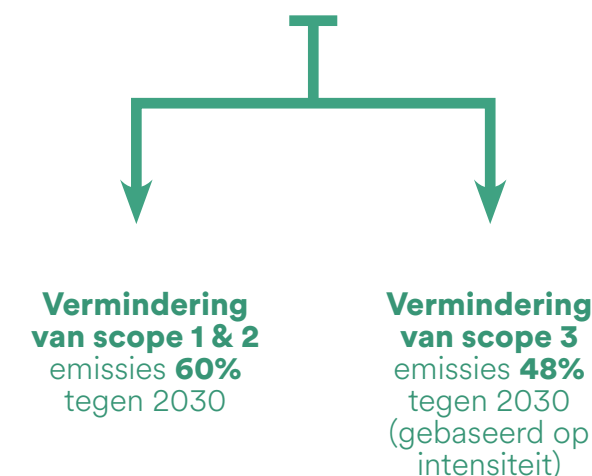 Vermindering
van scope 1 & 2
emissies 60%
tegen 2030
Vermindering
van scope 3
emissies 48%
tegen 2030
(gebaseerd op
intensiteit)